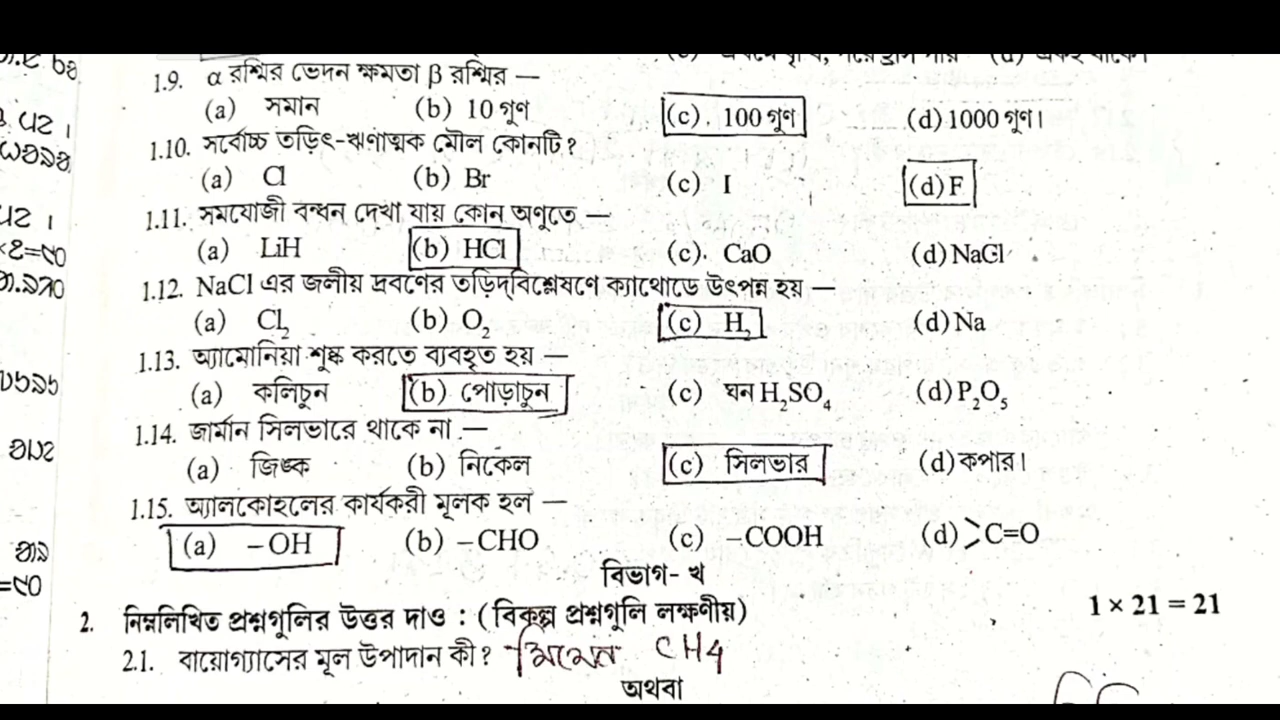 (d) একই থাকে।
1.9. α রশ্মির ভেদন ক্ষমতা β রশ্মির —
(a) সমান (b) 10 গুণ (c). 100 গুণ (d) 1000 গুণ।
1.10. সর্বোচ্চ তড়িৎ-ঋণাত্মক মৌল কোনটি?
(a) Cl (b) Br (c) I (d) F
1.11. সমযোজী বন্ধন দেখা যায় কোন অণুতে —
(a) LiH (b) HCl (c). CaO (d) NaCl
1.12. NaCl এর জলীয় দ্রবণের তড়িদ্‌বিশ্লেষণে ক্যাথোডে উৎপন্ন হয় —
(a) Cl₂ (b) O₂ (c) H₂ (d) Na
1.13. অ্যামোনিয়া শুষ্ক করতে ব্যবহৃত হয় —
(a) কলিচুন (b) পোড়াচুন (c) ঘন H₂SO₄ (d) P₂O₅
1.14. জার্মান সিলভারে থাকে না —
(a) জিঙ্ক (b) নিকেল (c) সিলভার (d) কপার।
1.15. অ্যালকোহলের কার্যকরী মূলক হল —
(a) –OH (b) –CHO (c) –COOH (d) >C=O
বিভাগ- খ
2. নিম্নলিখিত প্রশ্নগুলির উত্তর দাও : (বিকল্প প্রশ্নগুলি লক্ষণীয়) 1 × 21 = 21
2.1. বায়োগ্যাসের মূল উপাদান কী? CH4
অথবা